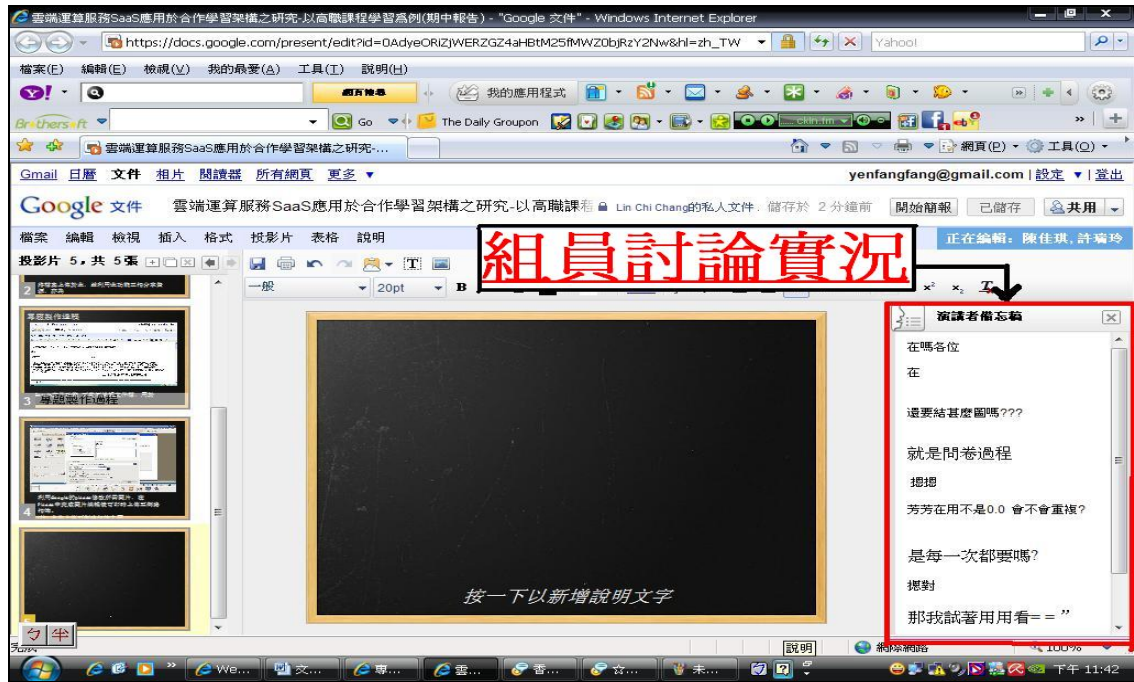 雲端運算服務SaaS應用於合作學習架構之研究-以高職課程學習爲例(期中報告) - "Google 文件" - Windows Internet Explorer
https://docs.google.com/present/edit?id=0AdyeORiZjWERZGZ4aHBtM25fMWZ0bjRzY2Nw&hl=zh_TW
Yahoo!
檔案(F) 編輯(E) 檢視(V) 我的最愛(A) 工具(T) 說明(H)
網頁搜尋 我的應用程式
Brothersoft Go The Daily Groupon
雲端運算服務SaaS應用於合作學習架構之研究-... 網頁(P) 工具(O)
Gmail 日曆 文件 相片 閱讀器 所有網頁 更多 ▼ yenfangfang@gmail.com | 設定 ▼ | 登出
Google 文件 雲端運算服務SaaS應用於合作學習架構之研究-以高職課程 Lin Chi Chang的私人文件. 儲存於 2 分鐘前 開始簡報 已儲存 共用
檔案 編輯 檢視 插入 格式 投影片 表格 說明 正在編輯: 陳佳琪, 許瑞玲
組員討論實況
投影片 5,共 5 張
一般 20pt B
2
專題製作過程
3 專題製作過程
4
5
按一下以新增說明文字
演講者備忘稿
在嗎各位
在
還要結甚麼圖嗎???
就是問卷過程
摁摁
芳芳在用不是0.0 會不會重複?
是每一次都要嗎?
摁對
那我試著用用看= = ”
ㄅ 半
完成 說明 網際網路 100%
We... 文... 專... 雲... 香... 未... 下午 11:42